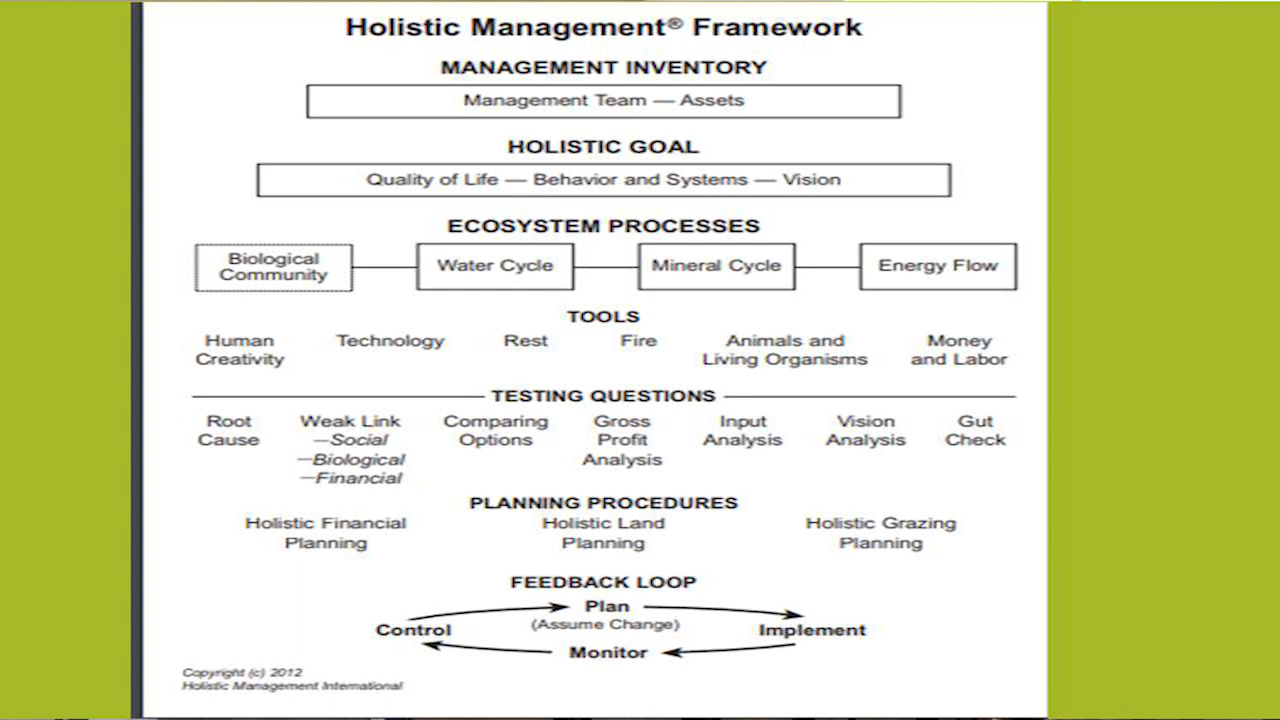 Holistic Management® Framework
MANAGEMENT INVENTORY
Management Team — Assets
HOLISTIC GOAL
Quality of Life — Behavior and Systems — Vision
ECOSYSTEM PROCESSES
Biological
Community
Water Cycle
Mineral Cycle
Energy Flow
TOOLS
Human
Creativity
Technology
Rest
Fire
Animals and
Living Organisms
Money
and Labor
TESTING QUESTIONS
Root
Cause
Weak Link
—Social
—Biological
—Financial
Comparing
Options
Gross
Profit
Analysis
Input
Analysis
Vision
Analysis
Gut
Check
PLANNING PROCEDURES
Holistic Financial
Planning
Holistic Land
Planning
Holistic Grazing
Planning
FEEDBACK LOOP
Plan
(Assume Change)
Control
Implement
Monitor
Copyright (c) 2012
Holistic Management International